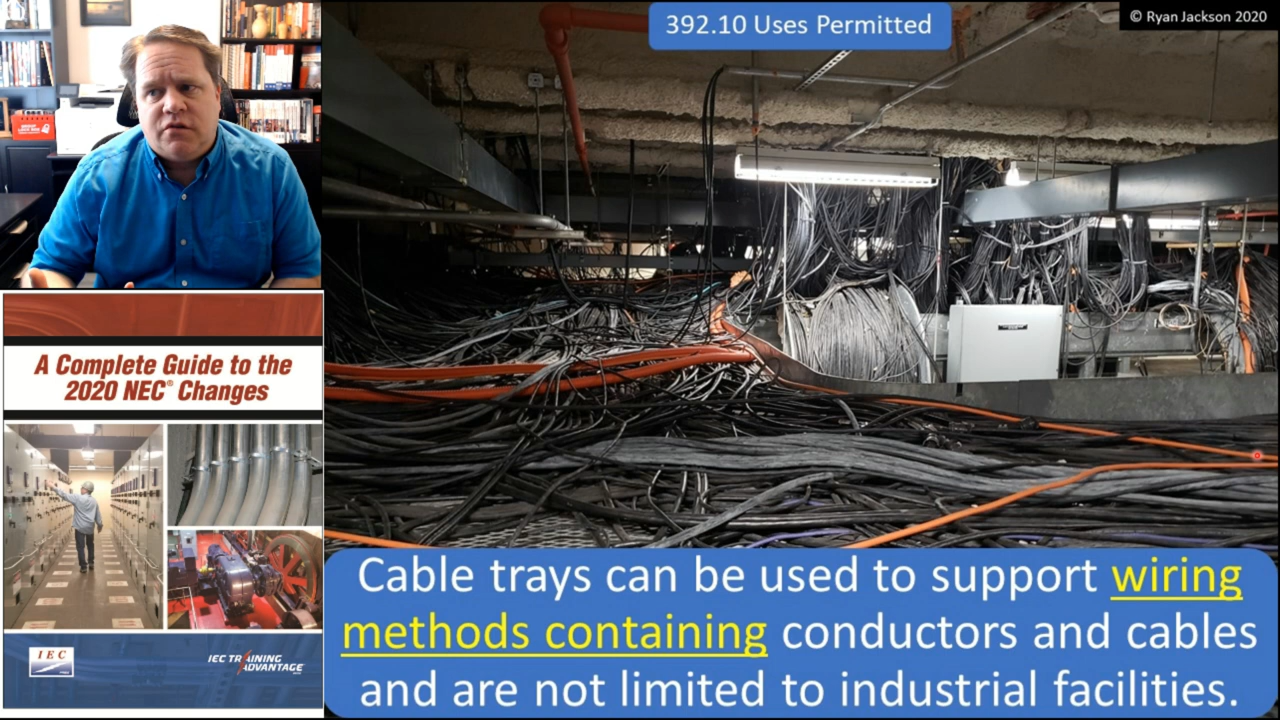 392.10 Uses Permitted
© Ryan Jackson 2020
A Complete Guide to the
2020 NEC® Changes
IEC
IEC TRAINING
ADVANTAGE
Cable trays can be used to support wiring
methods containing conductors and cables
and are not limited to industrial facilities.